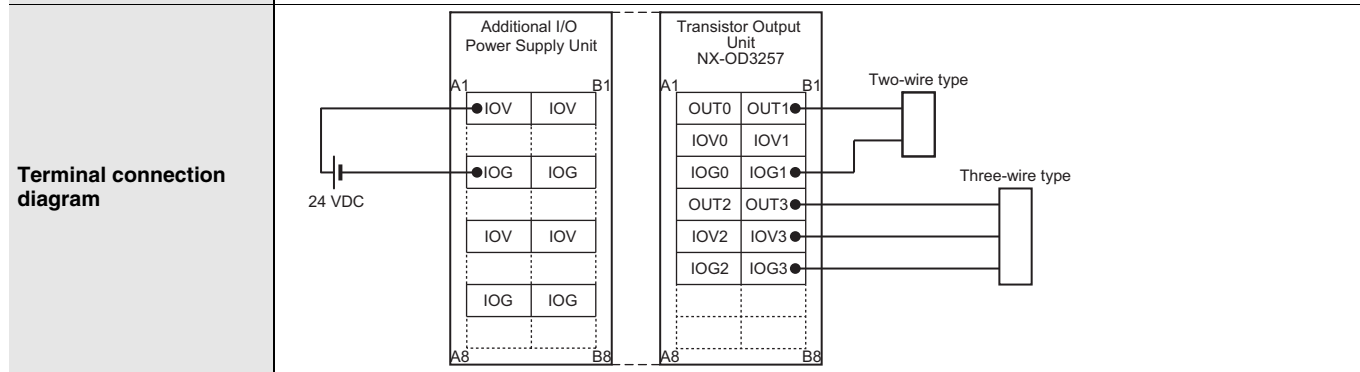 Terminal connection
diagram
Additional I/O
Power Supply Unit
A1 B1
IOV IOV
IOG IOG
IOV IOV
IOG IOG
A8 B8
24 VDC
Transistor Output
Unit
NX-OD3257
A1 B1
OUT0 OUT1
IOV0 IOV1
IOG0 IOG1
OUT2 OUT3
IOV2 IOV3
IOG2 IOG3
A8 B8
Two-wire type
Three-wire type